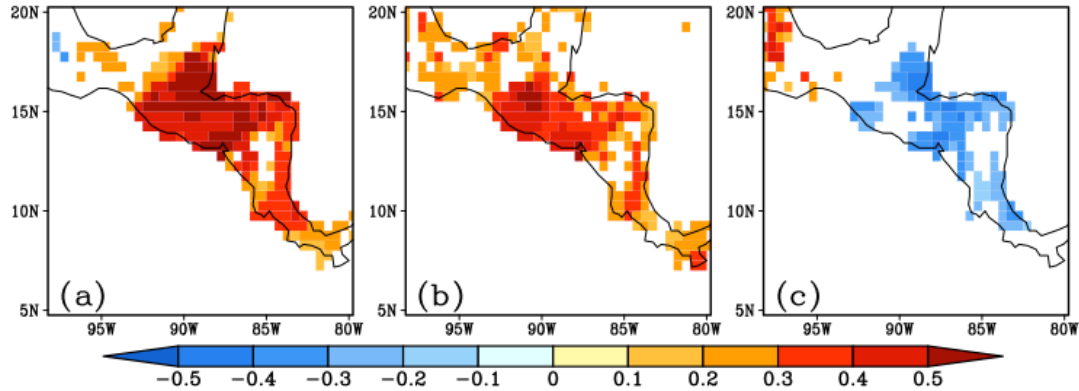 20N 20N 20N
15N 15N 15N
10N 10N 10N
(a) (b) (c)
5N 5N 5N
95W 90W 85W 80W 95W 90W 85W 80W 95W 90W 85W 80W
-0.5 -0.4 -0.3 -0.2 -0.1 0 0.1 0.2 0.3 0.4 0.5